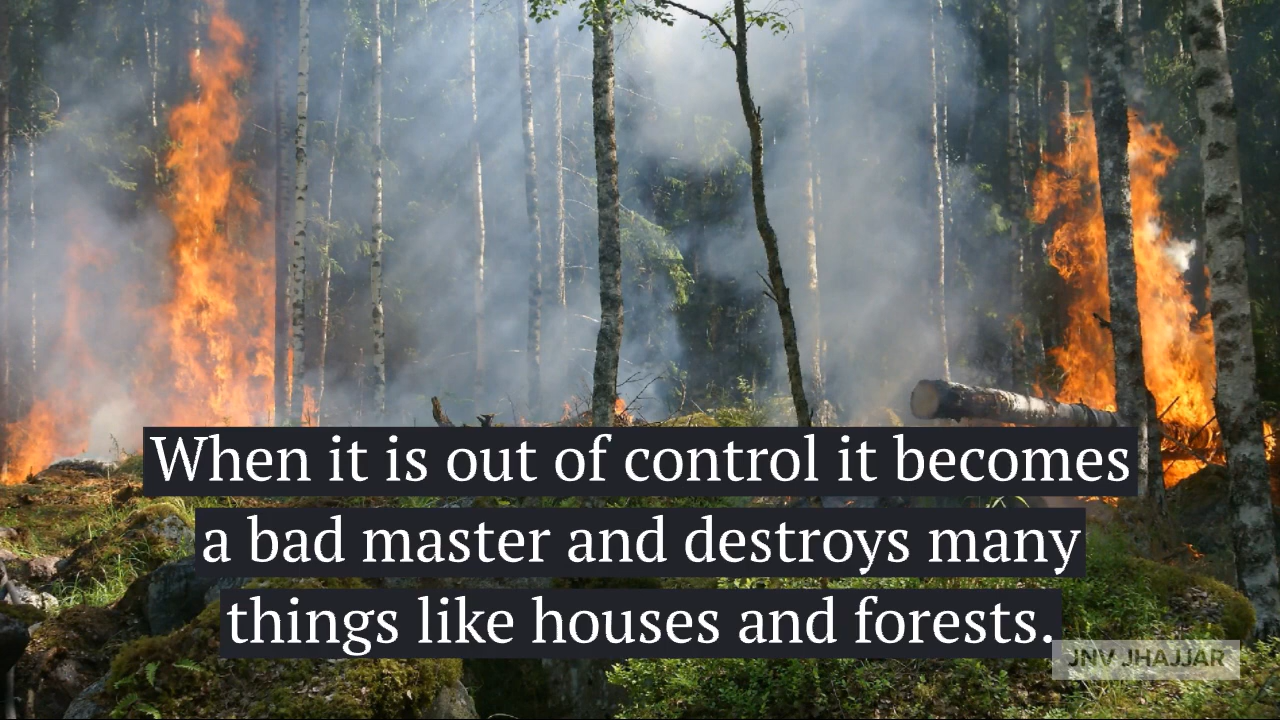 When it is out of control it becomes
a bad master and destroys many
things like houses and forests.
JNV JHAJJAR